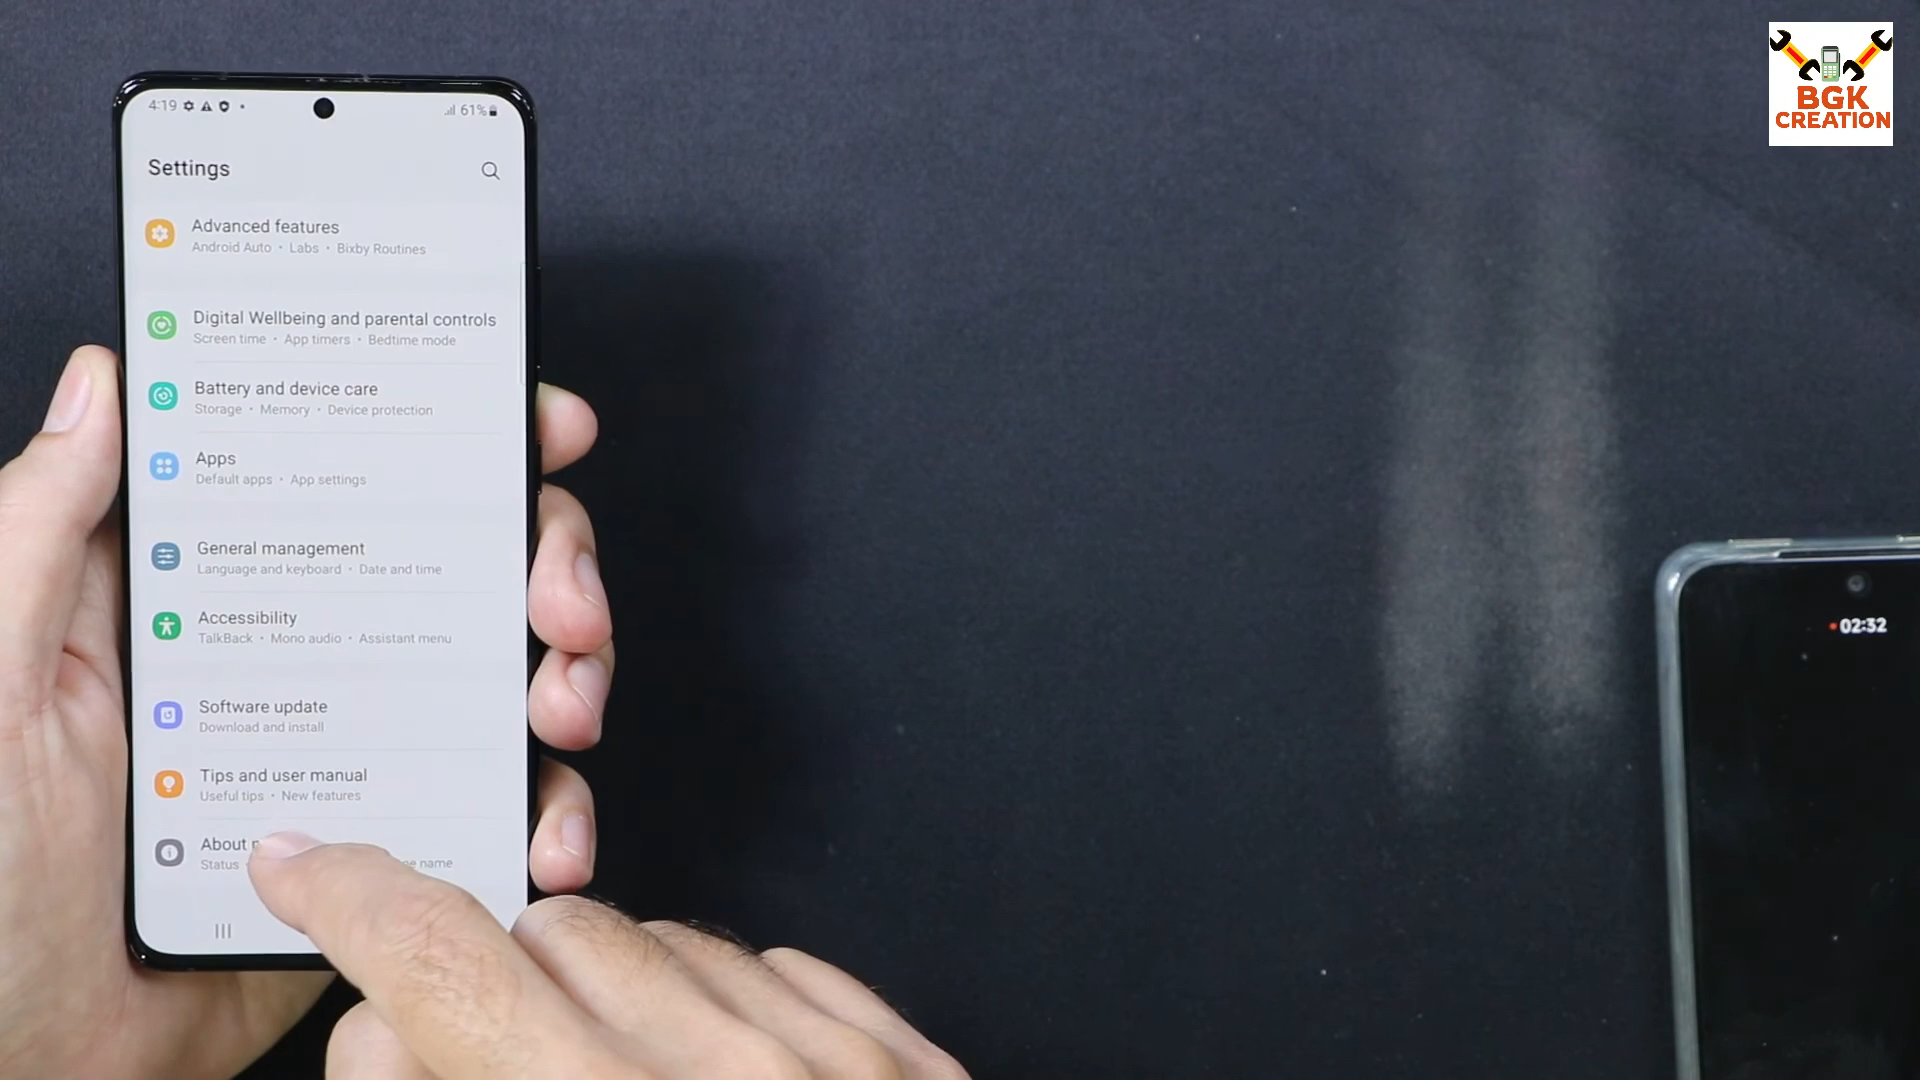 BGK
CREATION
4:19
61%
Settings
Advanced features
Android Auto • Labs • Bixby Routines
Digital Wellbeing and parental controls
Screen time • App timers • Bedtime mode
Battery and device care
Storage • Memory • Device protection
Apps
Default apps • App settings
General management
Language and keyboard • Date and time
Accessibility
TalkBack • Mono audio • Assistant menu
Software update
Download and install
Tips and user manual
Useful tips • New features
About
Status • name
02:32